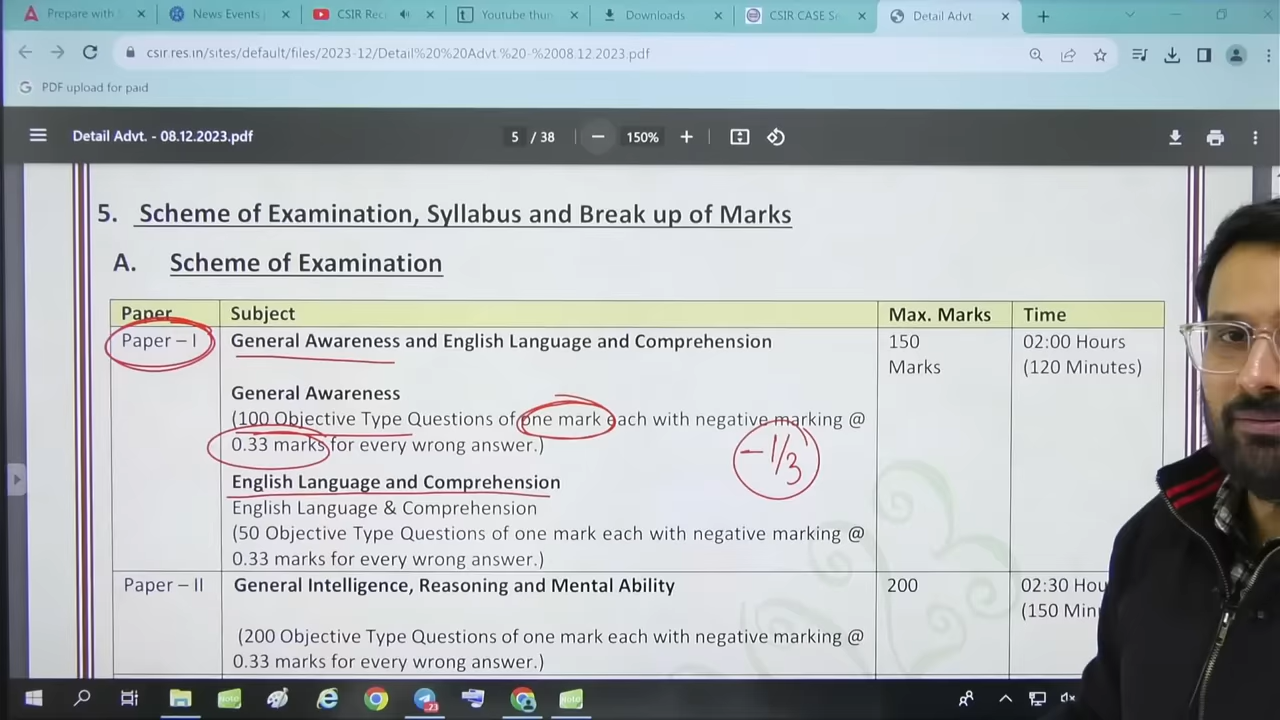 Prepare with
News Events
CSIR Rec
Youtube thun
Downloads
CSIR CASE S
Detail Advt.
csir.res.in/sites/default/files/2023-12/Detail%20%20Advt.%20-%2008.12.2023.pdf
G PDF upload for paid
Detail Advt. - 08.12.2023.pdf
5 / 38
150%
5. Scheme of Examination, Syllabus and Break up of Marks
A. Scheme of Examination
Paper Subject Max. Marks Time
Paper – I General Awareness and English Language and Comprehension 150 02:00 Hours
Marks (120 Minutes)
General Awareness
(100 Objective Type Questions of one mark each with negative marking @
0.33 marks for every wrong answer.)
-1/3
English Language and Comprehension
English Language & Comprehension
(50 Objective Type Questions of one mark each with negative marking @
0.33 marks for every wrong answer.)
Paper – II General Intelligence, Reasoning and Mental Ability 200 02:30 Hou
(150 Min
(200 Objective Type Questions of one mark each with negative marking @
0.33 marks for every wrong answer.)
23